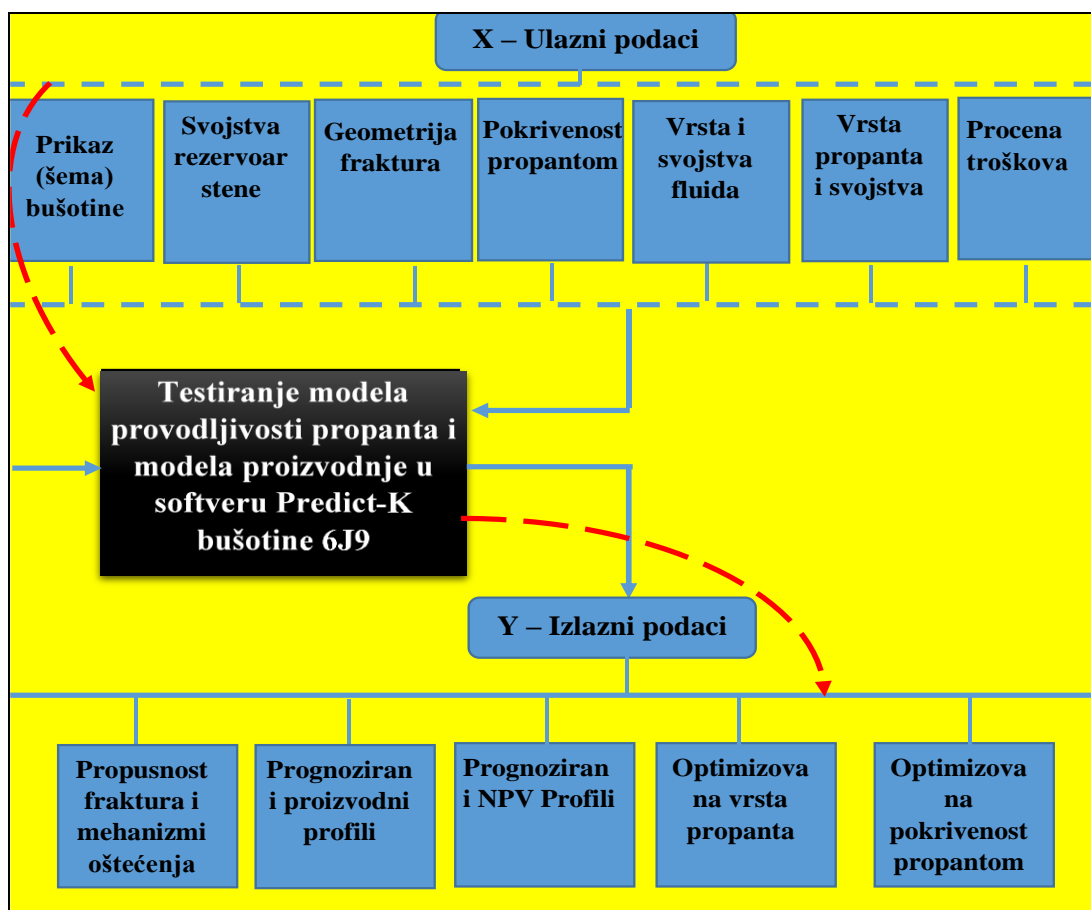 X – Ulazni podaci
Prikaz
(šema)
bušotine
Svojstva
rezervoar
stene
Geometrija
fraktura
Pokrivenost
propantom
Vrsta i
svojstva
fluida
Vrsta
propanta
i svojstva
Procena
troškova
Testiranje modela
provodljivosti propanta i
modela proizvodnje u
softveru Predict-K
bušotine 6J9
Y – Izlazni podaci
Propusnost
fraktura i
mehanizmi
oštećenja
Prognoziran
i proizvodni
profili
Prognoziran
i NPV Profili
Optimizova
na vrsta
propanta
Optimizova
na
pokrivenost
propantom